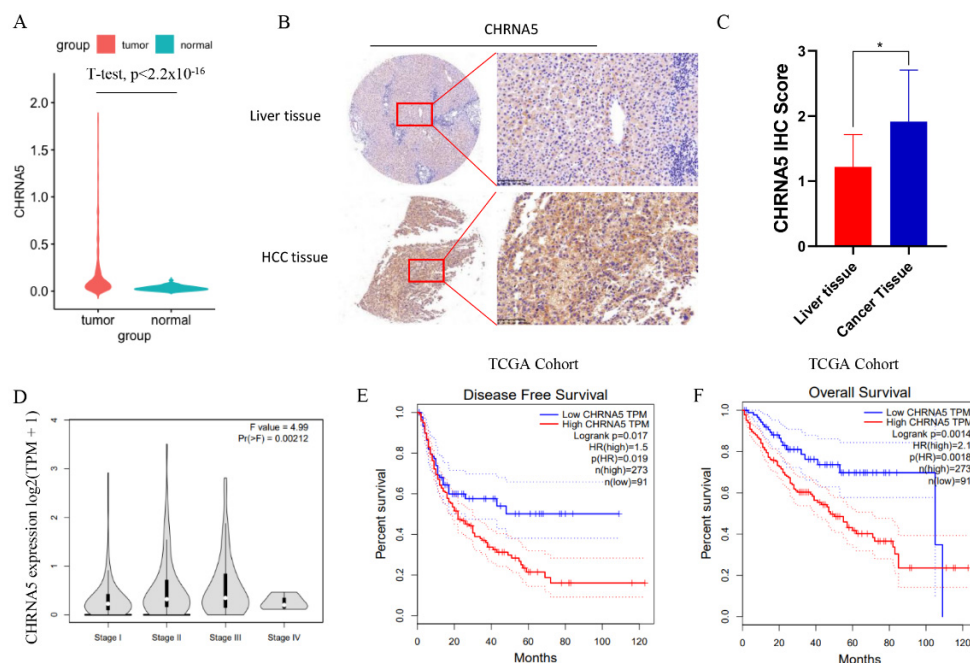 A
group tumor normal
T-test, p<2.2x10-16
CHRNA5
2.0
1.5
1.0
0.5
0.0
tumor normal
group
B
CHRNA5
Liver tissue
HCC tissue
C
*
CHRNA5 IHC Score
3
2
1
0
Liver tissue
Cancer Tissue
D
CHRNA5 expression log2(TPM + 1)
F value = 4.99
Pr(>F) = 0.00212
4
3
2
1
0
Stage I Stage II Stage III Stage IV
TCGA Cohort
E
Disease Free Survival
Low CHRNA5 TPM
High CHRNA5 TPM
Logrank p=0.017
HR(high)=1.5
p(HR)=0.019
n(high)=273
n(low)=91
Percent survival
1.0
0.8
0.6
0.4
0.2
0.0
0 20 40 60 80 100 120
Months
TCGA Cohort
F
Overall Survival
Low CHRNA5 TPM
High CHRNA5 TPM
Logrank p=0.0014
HR(high)=2.1
p(HR)=0.0018
n(high)=273
n(low)=91
Percent survival
1.0
0.8
0.6
0.4
0.2
0.0
0 20 40 60 80 100 120
Months